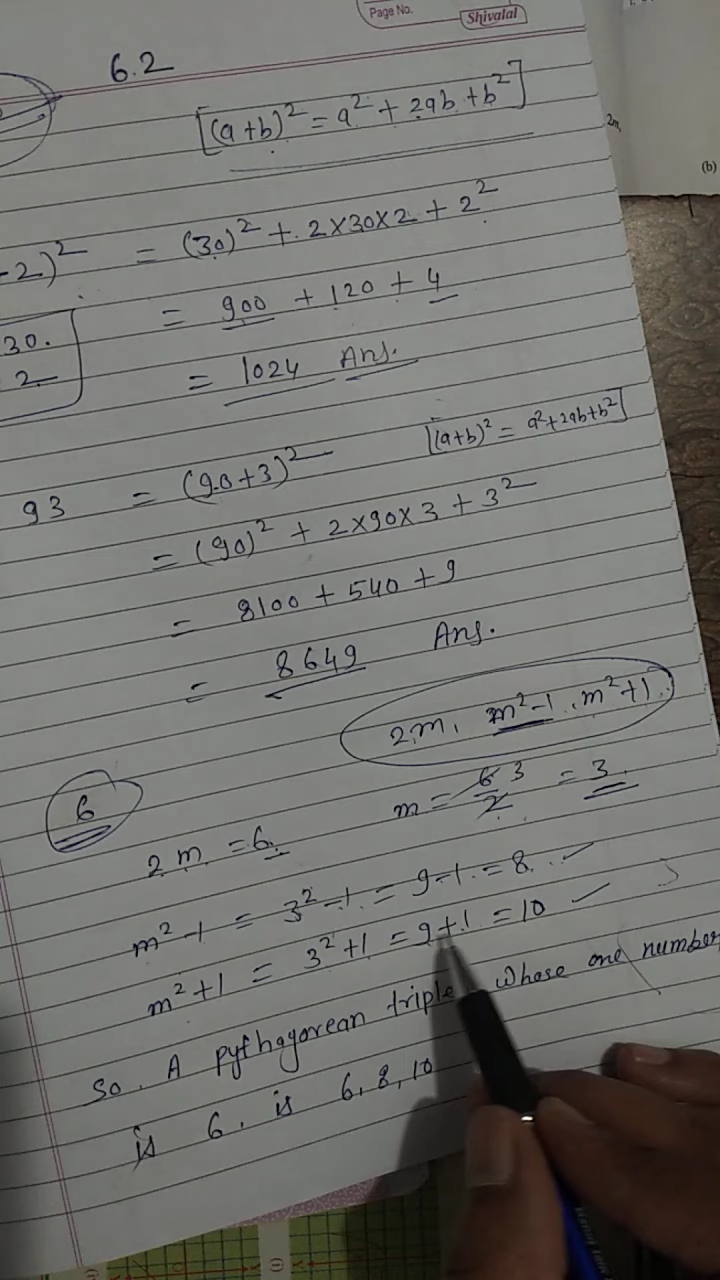 Page No.
Shivalal
6.2
[(a+b)² = a² + 2ab + b²]
2m,
(b)
-2)² = (30)² + 2×30×2 + 2²
= 900 + 120 + 4
30.
2
= 1024 Ans.
[(a+b)² = a²+2ab+b²]
93 = (90+3)²
= (90)² + 2×90×3 + 3²
= 8100 + 540 + 9
= 8649 Ans.
2m, m²-1, m²+1
6
2m = 6
m = 6/2 3 = 3
m²-1 = 3²-1 = 9-1 = 8
m²+1 = 3²+1 = 9+1 = 10
So, A pythagorean triplet whose one number
is 6, is 6, 8, 10